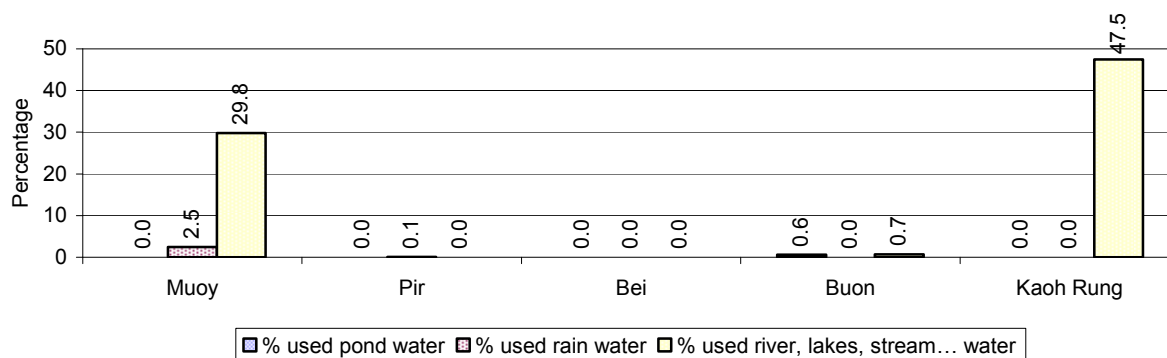 Percentage
50
40
30
20
10
0
0.0 2.5 29.8 0.0 0.1 0.0 0.0 0.0 0.0 0.6 0.0 0.7 0.0 0.0 47.5
Muoy Pir Bei Buon Kaoh Rung
% used pond water % used rain water % used river, lakes, stream… water